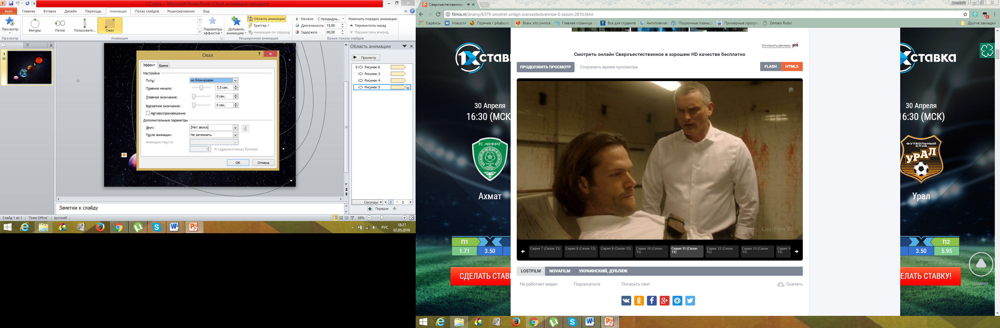 CC.pptx - Microsoft PowerPoint (Сбой активации продукта)
Файл Главная Вставка Дизайн Переходы Анимация Показ слайдов Рецензирование Вид
Просмотр
Фигуры Петли Пользовате... Овал
Параметры эффектов
Добавить анимацию
Область анимации
Триггер
Анимация по образцу
Начало: С предыдущ...
Длительность: 15,00
Задержка: 00,00
Изменить порядок анимации
Переместить назад
Переместить вперед
Просмотр Анимация Расширенная анимация Время показа слайдов
1
Овал
Эффект Время
Настройка
Путь: не блокирован
Плавное начало: 7,5 сек.
Плавное окончание: 0 сек.
Внезапное окончание: 0 сек.
Автовоспроизведение
Дополнительные параметры
Звук: [Нет звука]
После анимации: Не затемнять
Анимация текста:
% задержка между буквами
ОК Отмена
0
Область анимации
Просмотр
0 Рисунок 6
Рисунок 3
Рисунок 4
Рисунок 5
Секунды 0 2
Порядок
Заметки к слайду
Слайд 1 из 1 "Тема Office" русский 66%
РУС 18:27
02.05.2018
Сверхъестественное
Anastasia
filmix.nl/dramy/6379-smotret-onlajn-sverxestestvennoe-6-sezon-2010.html
6
Сервисы Новости Горячее / pikabu.ru Всем, кто учится. Главная страница - Все для студента Антиплагиат Поурочные планы,р Примерные програ Zerkalo Rutor Другие закладки
Отключить рекламу ADS
Смотреть онлайн Сверхъестественное в хорошем HD качестве бесплатно
ПРОДОЛЖИТЬ ПРОСМОТР Сохранить время просмотра FLASH HTML5
1XСТАВК
30 Апреля
16:30 (МСК
FC AKHMAT
Ахмат
П1
1.71 3.50
СДЕЛАТЬ СТАВ
LostFilm.TV
Серия 7 (Сезон 13) Серия 8 (Сезон 13) Серия 9 (Сезон 13) Серия 10 (Сезон 13) Серия 11 (Сезон 13) Серия 12 (Сезон 13) Серия 13 (Сезон 13) Серия 1 13)
LOSTFILM NOVAFILM УКРАИНСКИЙ, ДУБЛЯЖ
Не работает видео Подписаться Погасить свет Скачать
Xставка
30 Апреля
16:30 (МСК)
ФУТБОЛЬНЫЙ
КЛУБ
УРАЛ
Урал
П2
3.50 5.95
ЕЛАТЬ СТАВКУ!
Наверх